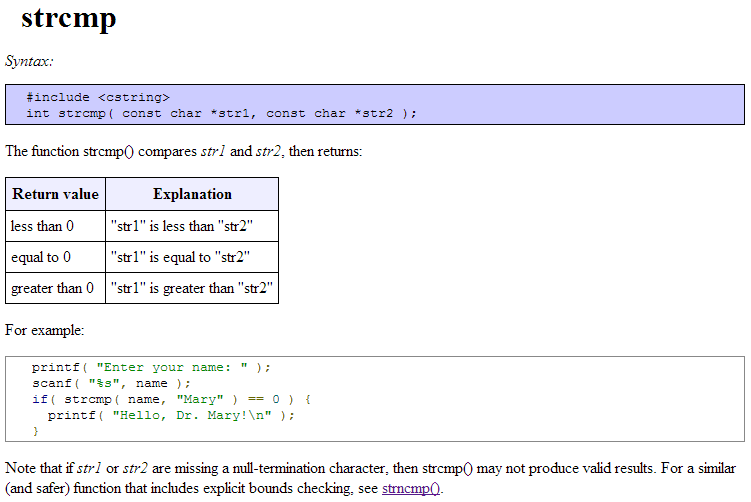 strcmp
Syntax:
#include <cstring>
int strcmp( const char *str1, const char *str2 );
The function strcmp() compares str1 and str2, then returns:
Return value Explanation
less than 0 "str1" is less than "str2"
equal to 0 "str1" is equal to "str2"
greater than 0 "str1" is greater than "str2"
For example:
printf( "Enter your name: " );
scanf( "%s", name );
if( strcmp( name, "Mary" ) == 0 ) {
  printf( "Hello, Dr. Mary!\n" );
}
Note that if str1 or str2 are missing a null-termination character, then strcmp() may not produce valid results. For a similar
(and safer) function that includes explicit bounds checking, see strncmp().